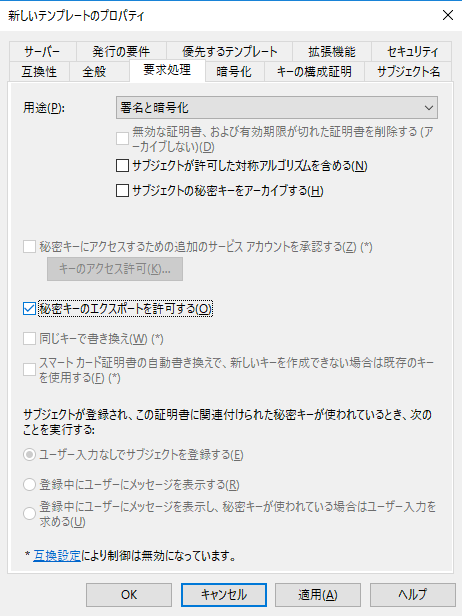 新しいテンプレートのプロパティ
サーバー 発行の要件 優先するテンプレート 拡張機能 セキュリティ
互換性 全般 要求処理 暗号化 キーの構成証明 サブジェクト名
用途(P): 署名と暗号化
無効な証明書、および有効期限が切れた証明書を削除する (ア
ーカイブしない)(D)
サブジェクトが許可した対称アルゴリズムを含める(N)
サブジェクトの秘密キーをアーカイブする(H)
秘密キーにアクセスするための追加のサービス アカウントを承認する(Z) (*)
キーのアクセス許可(K)...
秘密キーのエクスポートを許可する(O)
同じキーで書き換え(W) (*)
スマート カード証明書の自動書き換えで、新しいキーを作成できない場合は既存のキー
を使用する(F) (*)
サブジェクトが登録され、この証明書に関連付けられた秘密キーが使われているとき、次の
ことを実行する:
ユーザー入力なしでサブジェクトを登録する(E)
登録中にユーザーにメッセージを表示する(R)
登録中にユーザーにメッセージを表示し、秘密キーが使われている場合はユーザー入力を
求める(U)
* 互換設定により制御は無効になっています。
OK キャンセル 適用(A) ヘルプ